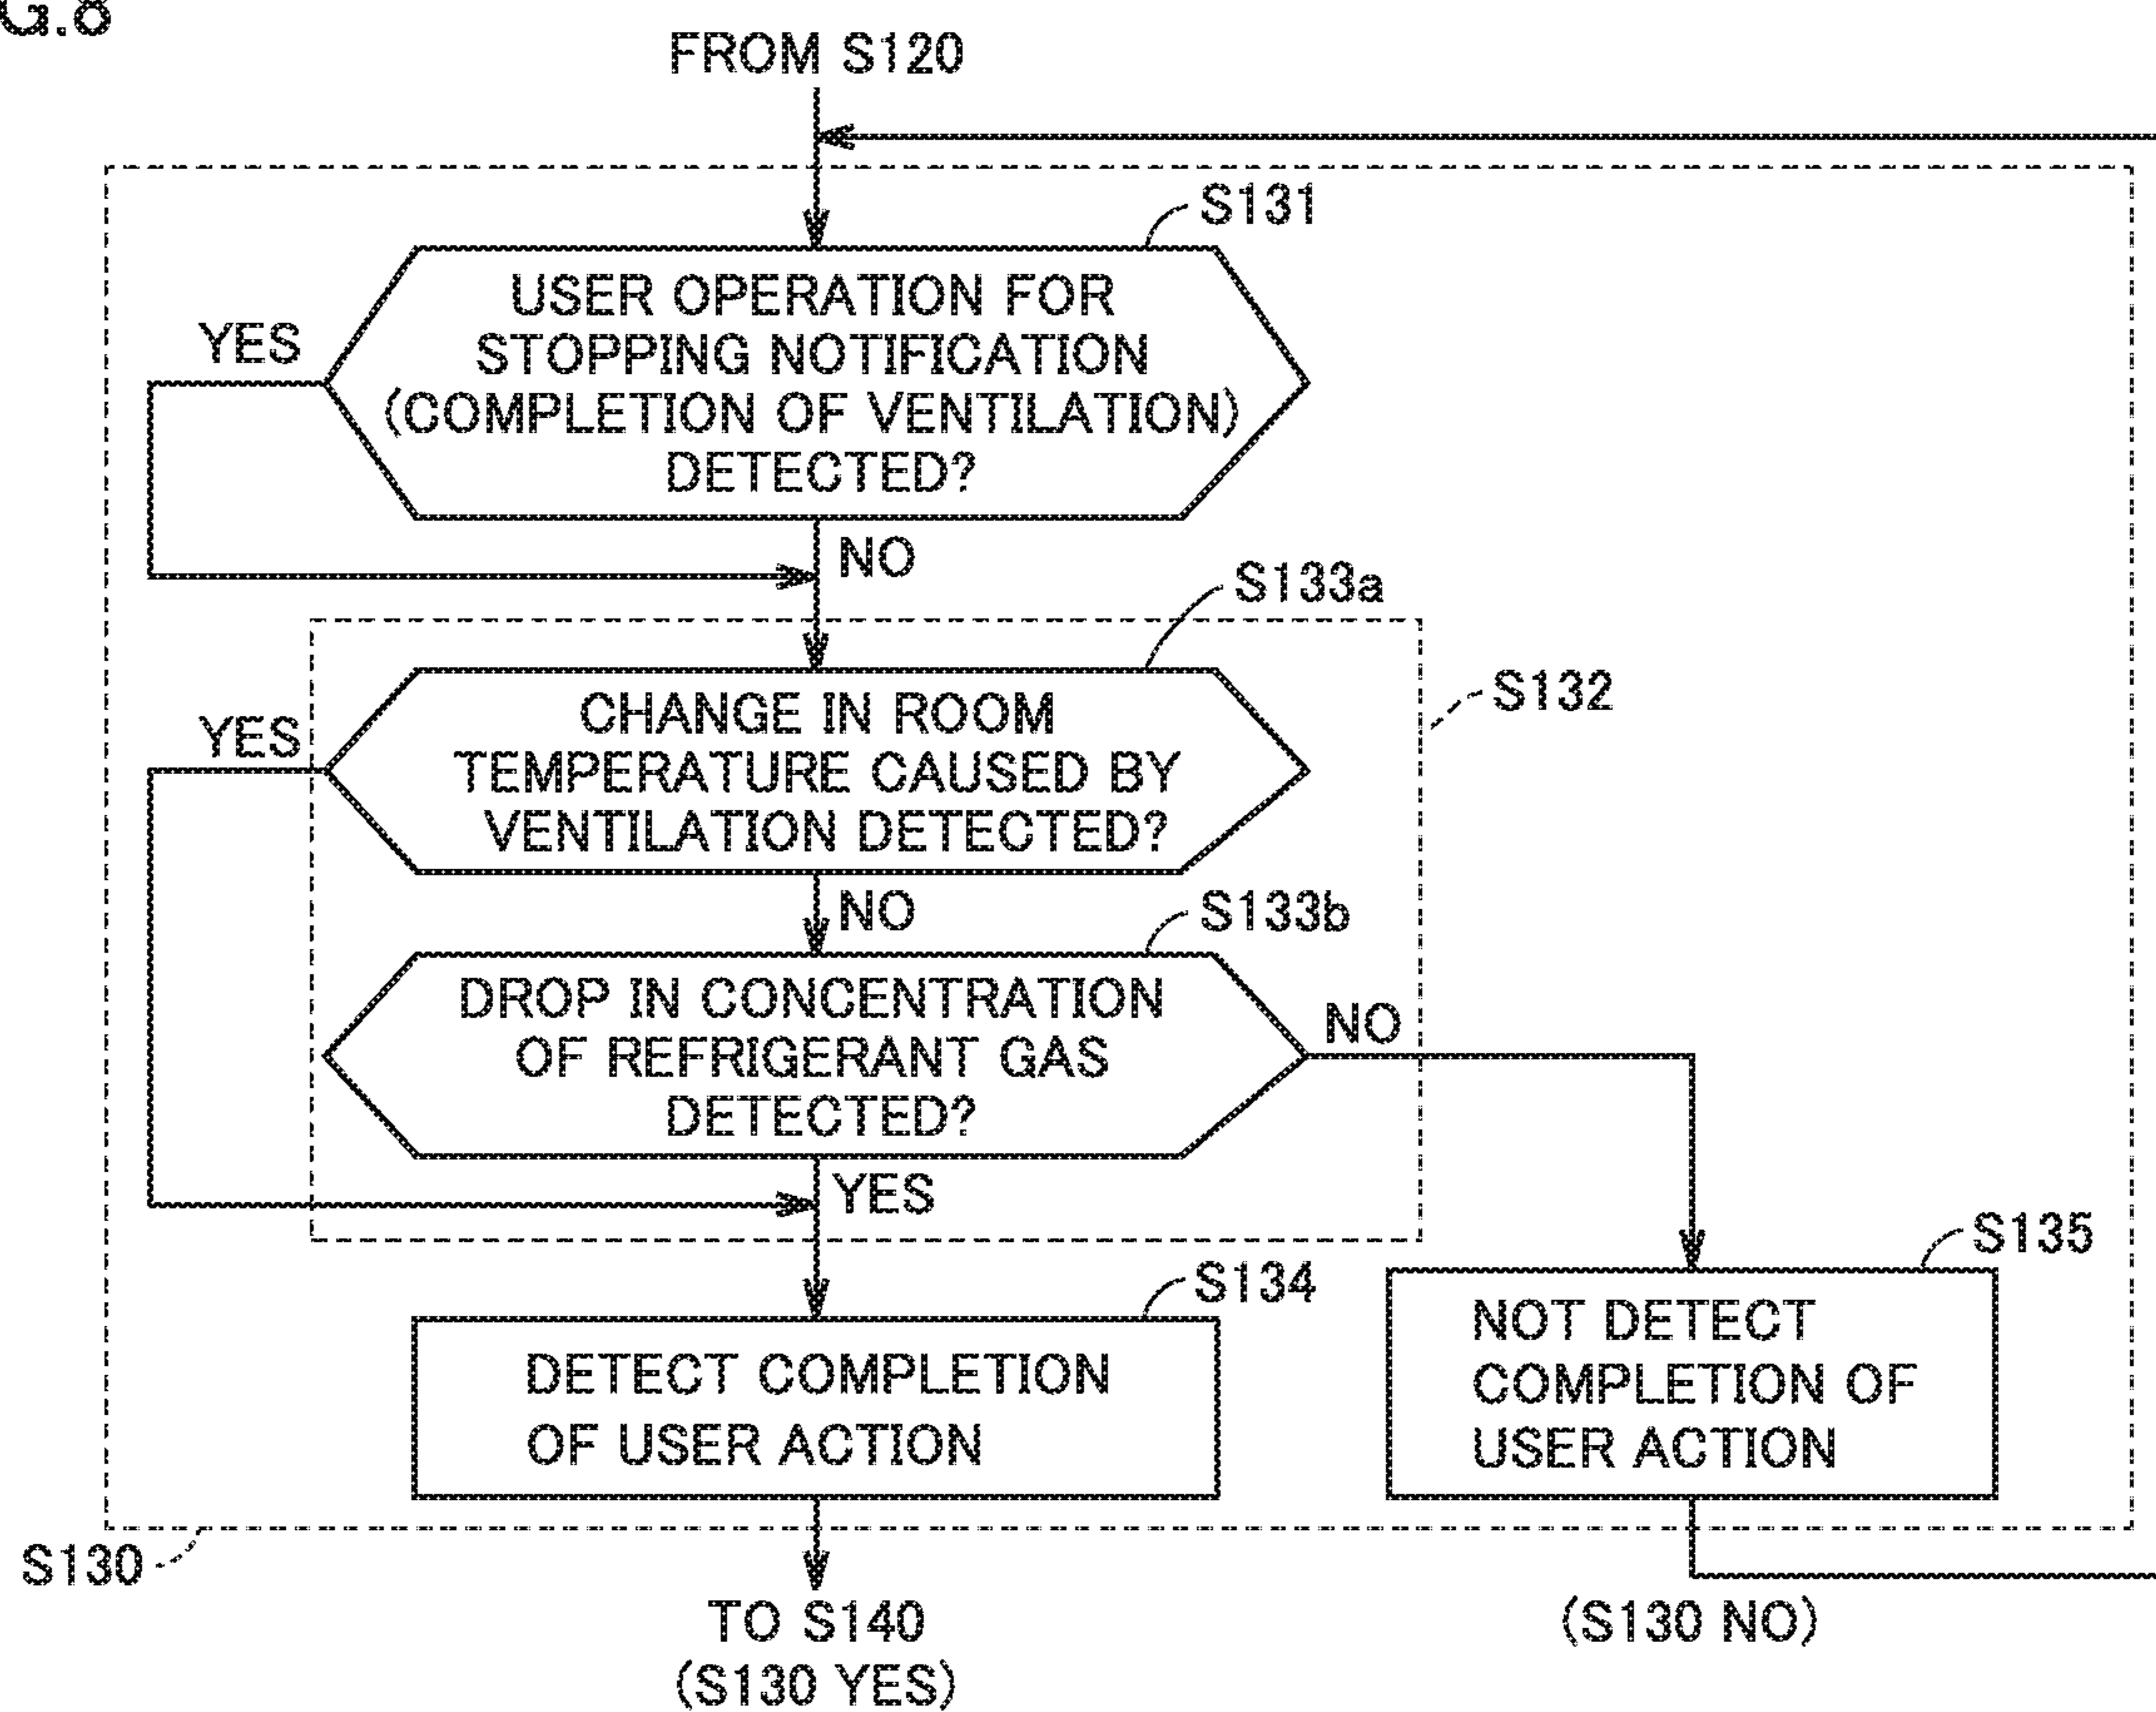 G.8
FROM S120
S131
USER OPERATION FOR
STOPPING NOTIFICATION
(COMPLETION OF VENTILATION)
DETECTED?
YES
NO
S133a
S132
CHANGE IN ROOM
TEMPERATURE CAUSED BY
VENTILATION DETECTED?
YES
NO
S133b
DROP IN CONCENTRATION
OF REFRIGERANT GAS
DETECTED?
NO
YES
S134
DETECT COMPLETION
OF USER ACTION
S135
NOT DETECT
COMPLETION OF
USER ACTION
S130
TO S140
(S130 YES)
(S130 NO)